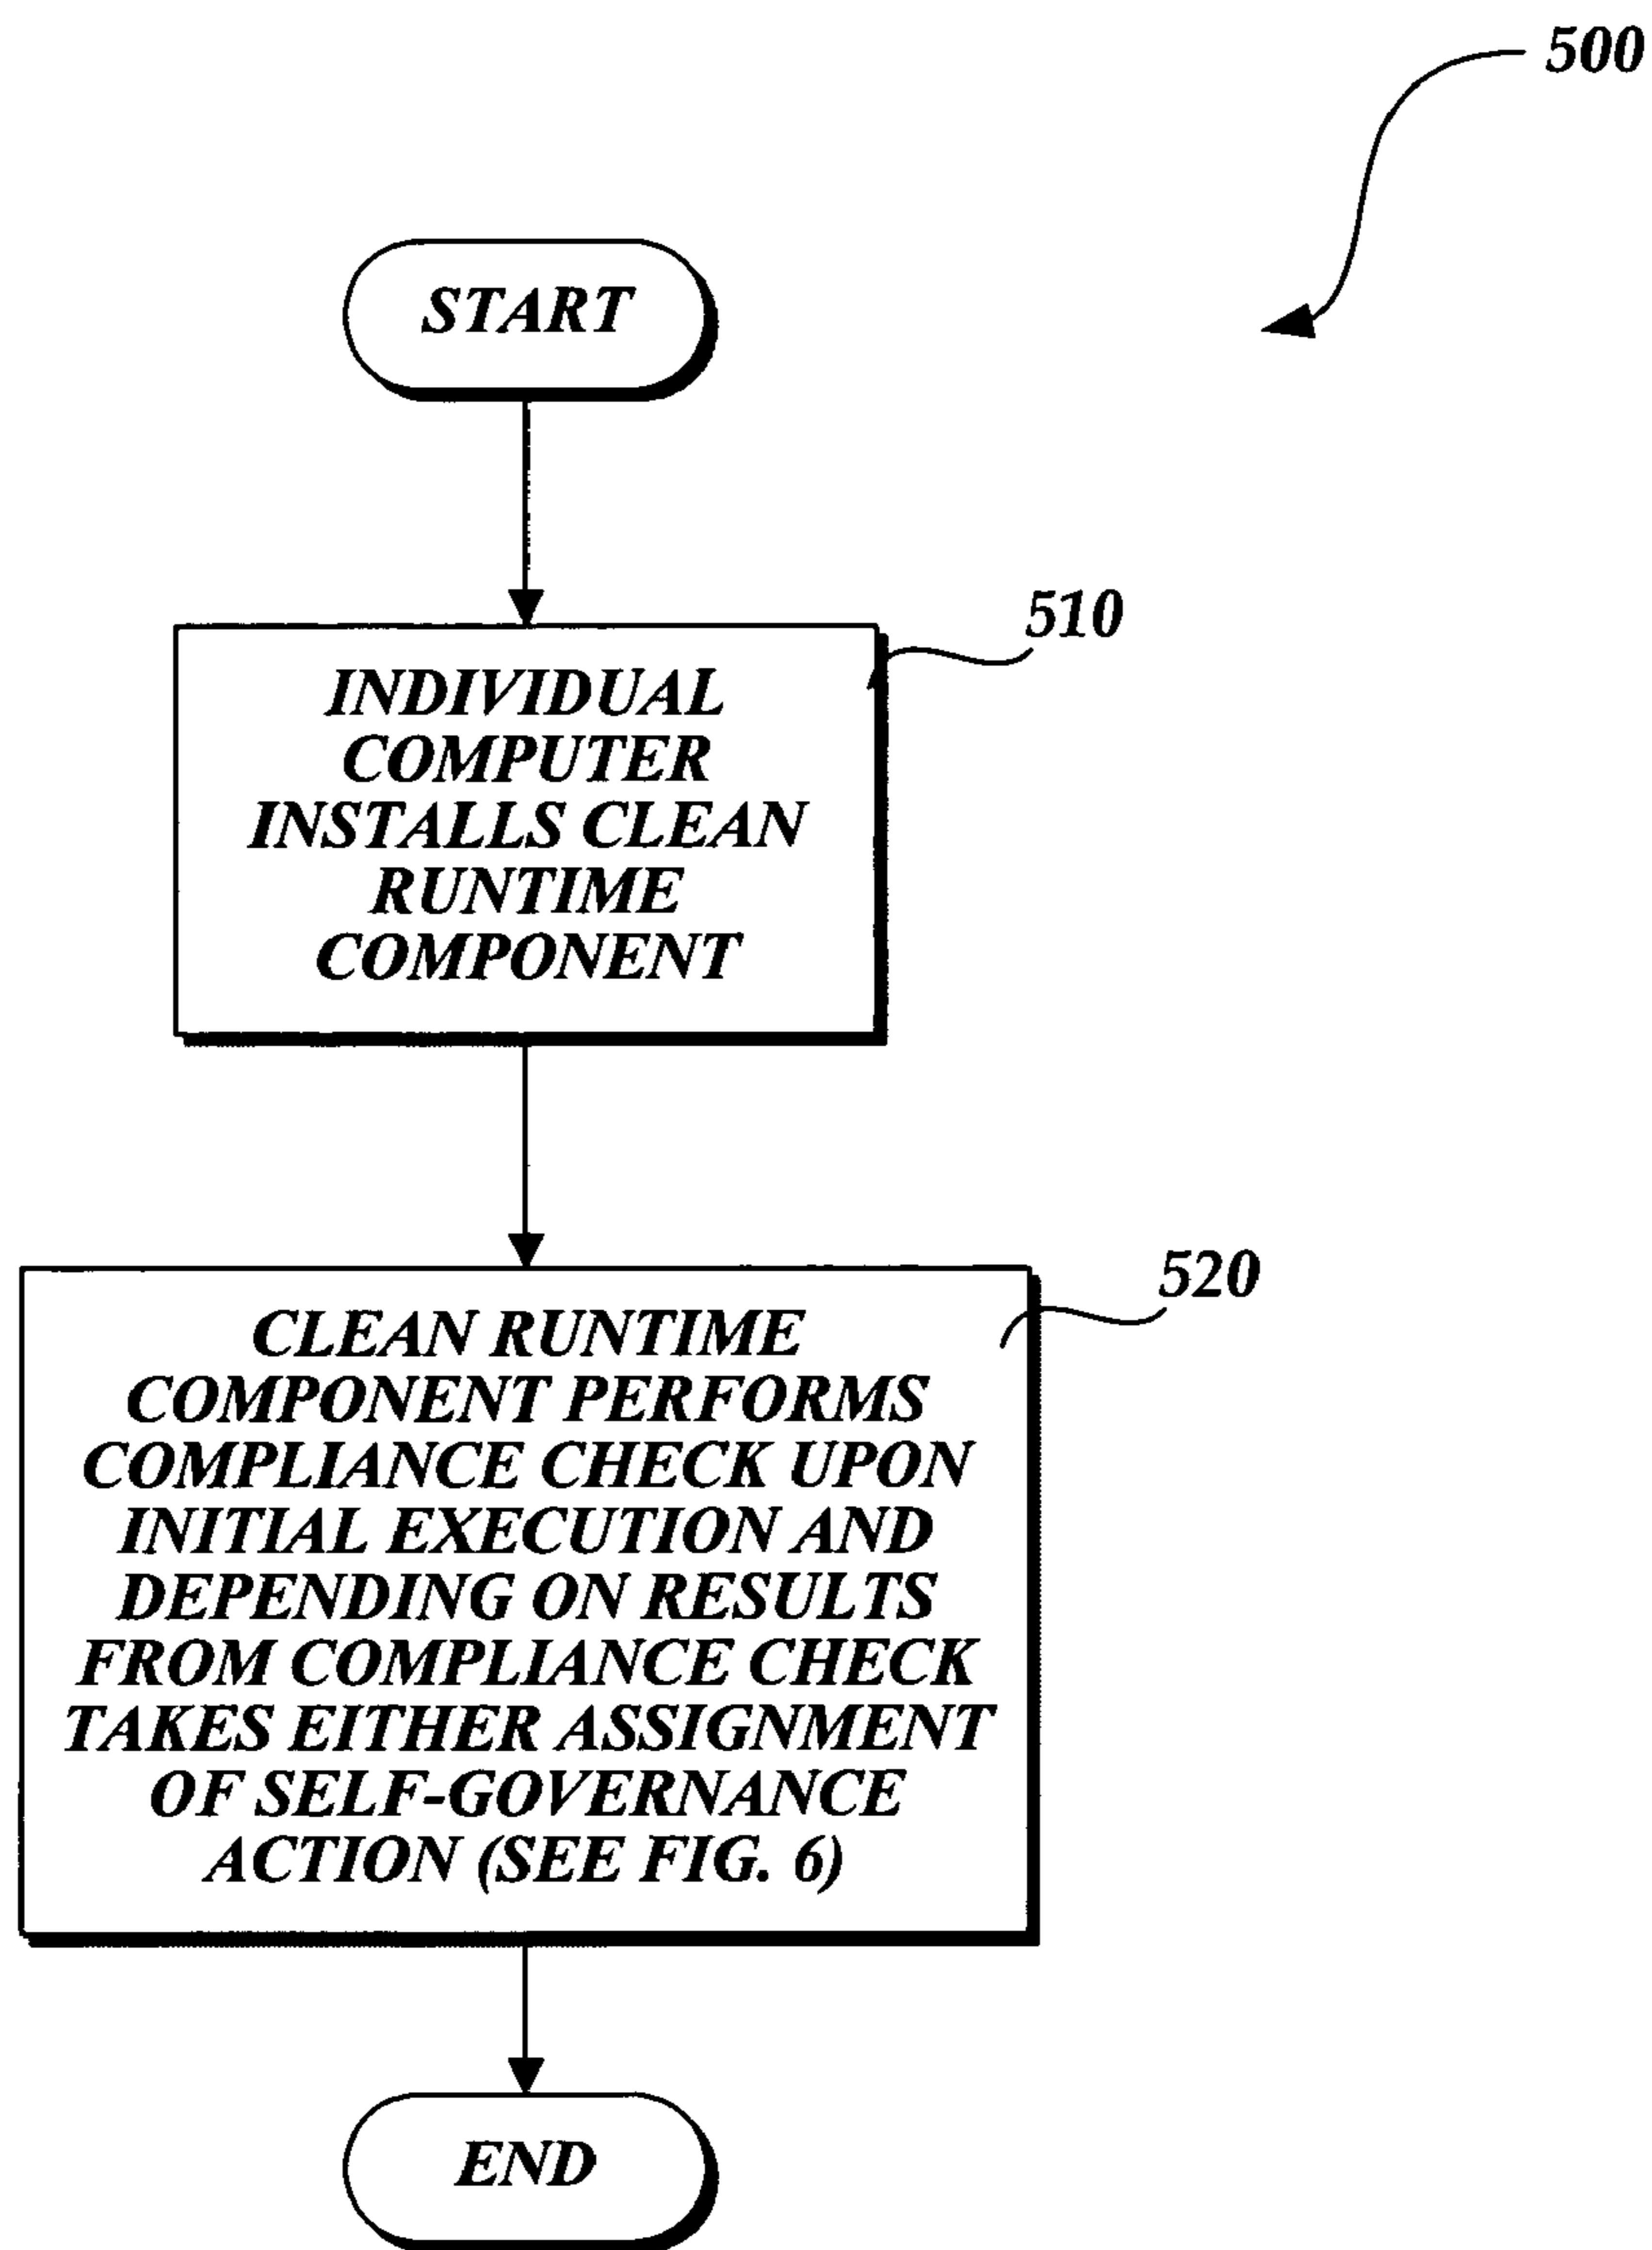 500
START
510
INDIVIDUAL
COMPUTER
INSTALLS CLEAN
RUNTIME
COMPONENT
520
CLEAN RUNTIME
COMPONENT PERFORMS
COMPLIANCE CHECK UPON
INITIAL EXECUTION AND
DEPENDING ON RESULTS
FROM COMPLIANCE CHECK
TAKES EITHER ASSIGNMENT
OF SELF-GOVERNANCE
ACTION (SEE FIG. 6)
END